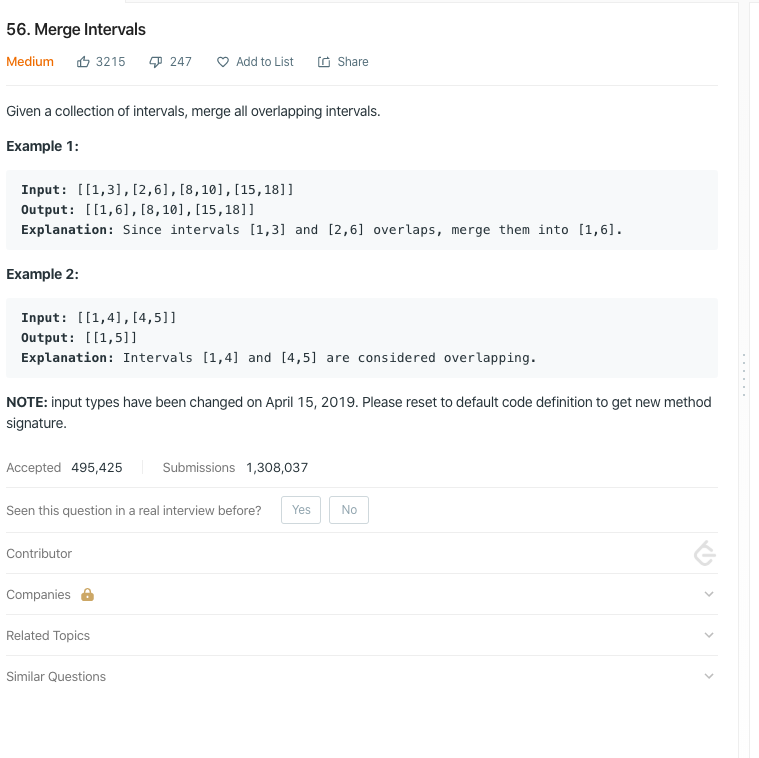 56. Merge Intervals
Medium 3215 247 Add to List Share
Given a collection of intervals, merge all overlapping intervals.
Example 1:
Input: [[1,3],[2,6],[8,10],[15,18]]
Output: [[1,6],[8,10],[15,18]]
Explanation: Since intervals [1,3] and [2,6] overlaps, merge them into [1,6].
Example 2:
Input: [[1,4],[4,5]]
Output: [[1,5]]
Explanation: Intervals [1,4] and [4,5] are considered overlapping.
NOTE: input types have been changed on April 15, 2019. Please reset to default code definition to get new method
signature.
Accepted 495,425 Submissions 1,308,037
Seen this question in a real interview before? Yes No
Contributor
Companies
Related Topics
Similar Questions